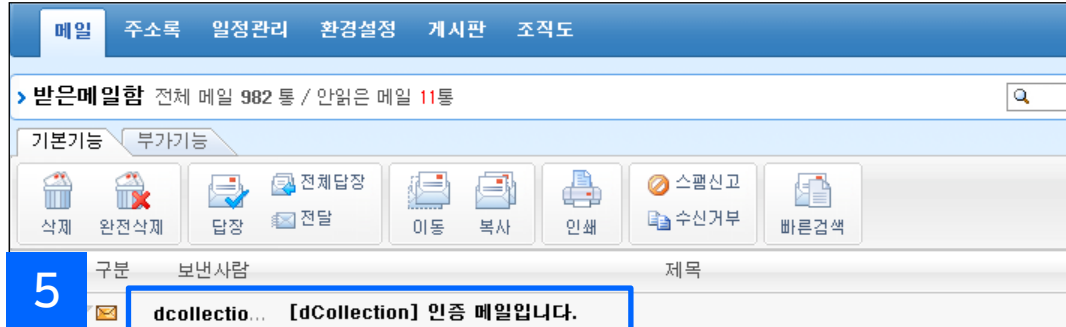 메일 주소록 일정관리 환경설정 게시판 조직도
받은메일함 전체 메일 982 통 / 안읽은 메일 11통
기본기능 부가기능
전체답장 스팸신고
전달 수신거부
삭제 완전삭제 답장 이동 복사 인쇄 빠른검색
구분 보낸사람 제목
5
dcollectio... [dCollection] 인증 메일입니다.